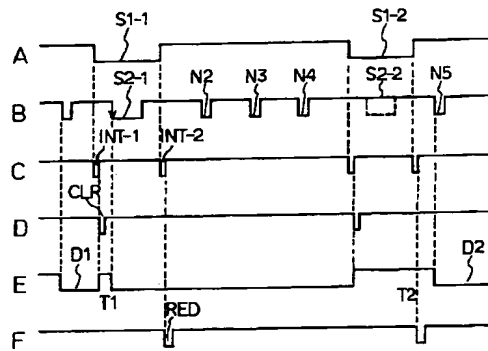 S1-1 S1-2
A
S2-1 N2 N3 N4 S2-2 N5
B
INT-1 INT-2
C
CLR
D
D1 D2
E
T1 T2
RED
F